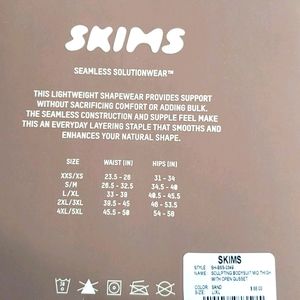 SKIMS
SEAMLESS SOLUTIONWEAR™
THIS LIGHTWEIGHT SHAPEWEAR PROVIDES SUPPORT
WITHOUT SACRIFICING COMFORT OR ADDING BULK.
THE SEAMLESS CONSTRUCTION AND SUPPLE FEEL MAKE
THIS AN EVERYDAY LAYERING STAPLE THAT SMOOTHS AND
ENHANCES YOUR NATURAL SHAPE.
SIZE WAIST (IN) HIPS (IN)
XXS/XS 23.5 - 26 31 - 34
S/M 26.5 - 32.5 34.5 - 40
L/XL 33 - 38 40.5 - 45.5
2XL/3XL 38.5 - 45 46 - 53.5
4XL/5XL 45.5 - 50 54 - 58
SKIMS
STYLE:
SCULPTING BODYSUIT MID THIGH
WITH OPEN GUSSET
COLOR: SAND
SIZE: L/XL